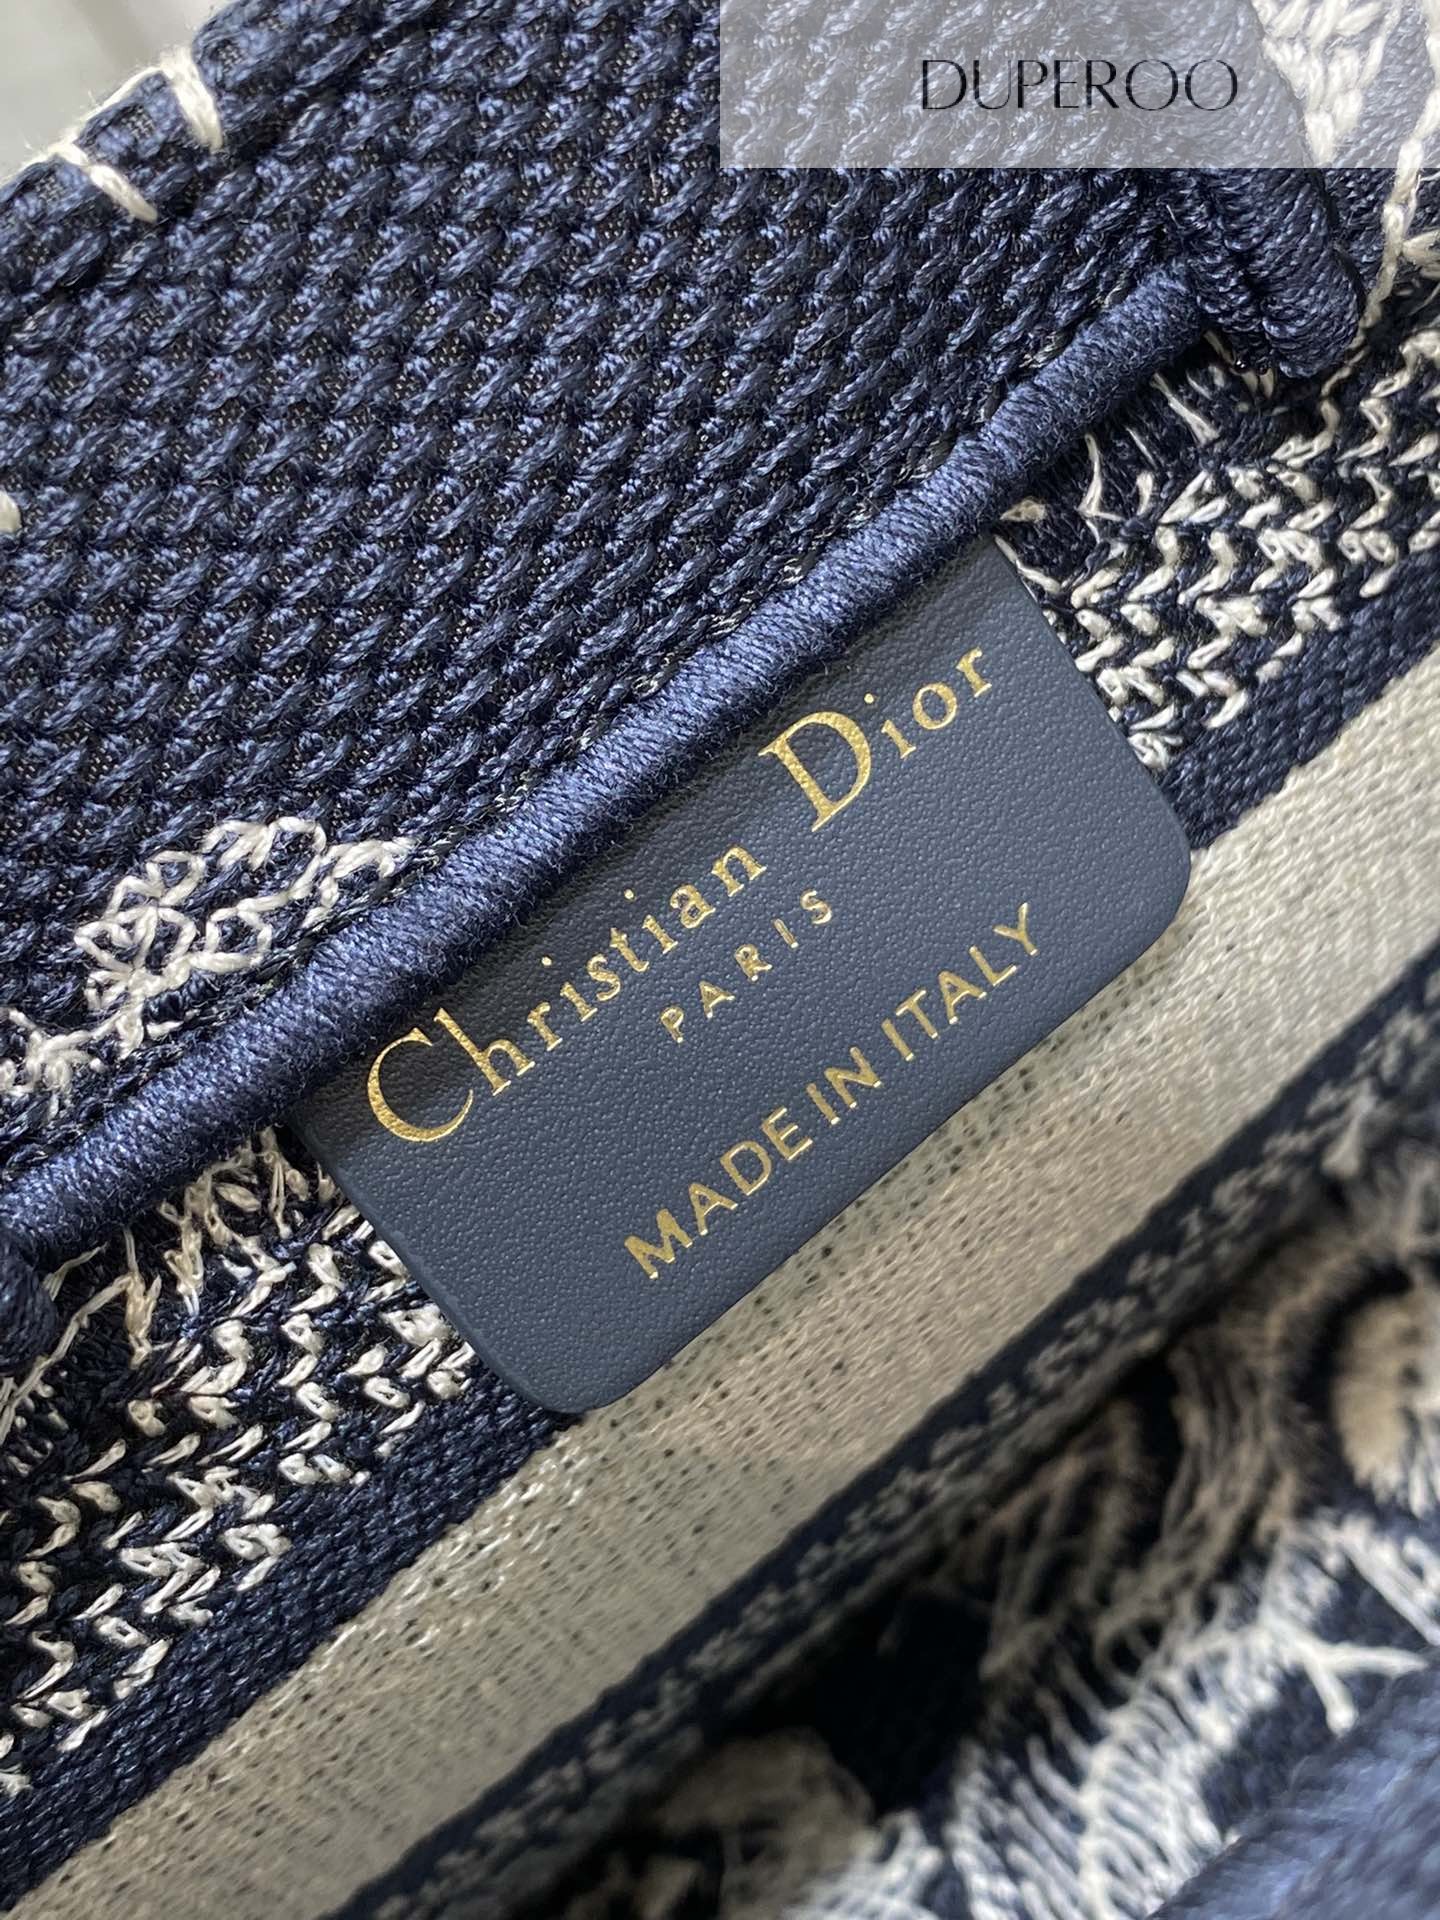 DUPEROO
Christian Dior
PARIS
MADE IN ITALY